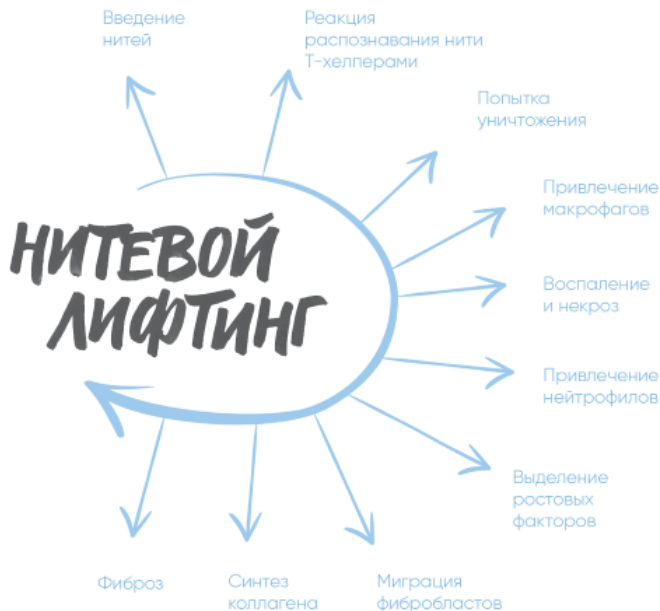 Введение
нитей
Реакция
распознавания нити
Т-хелперами
Попытка
уничтожения
Привлечение
макрофагов
НИТЕВОЙ
ЛИФТИНГ
Воспаление
и некроз
Привлечение
нейтрофилов
Выделение
ростовых
факторов
Миграция
фибробластов
Синтез
коллагена
Фиброз